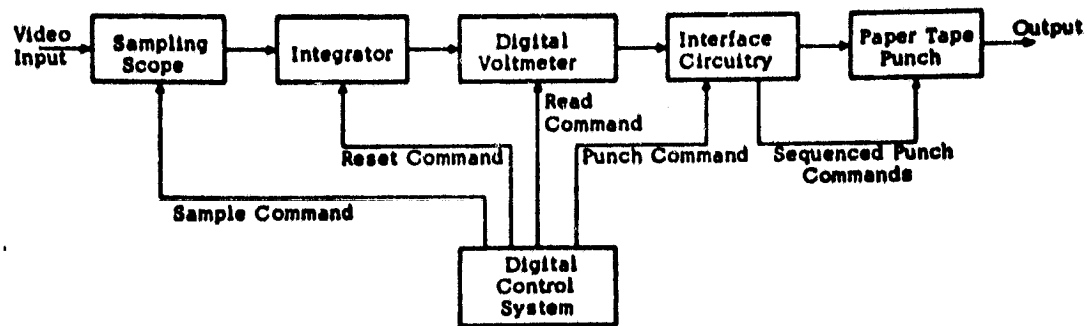 Video
Input
Sampling
Scope
Integrator
Digital
Voltmeter
Interface
Circuitry
Paper Tape
Punch
Output
Read
Command
Reset Command
Punch Command
Sequenced Punch
Commands
Sample Command
Digital
Control
System